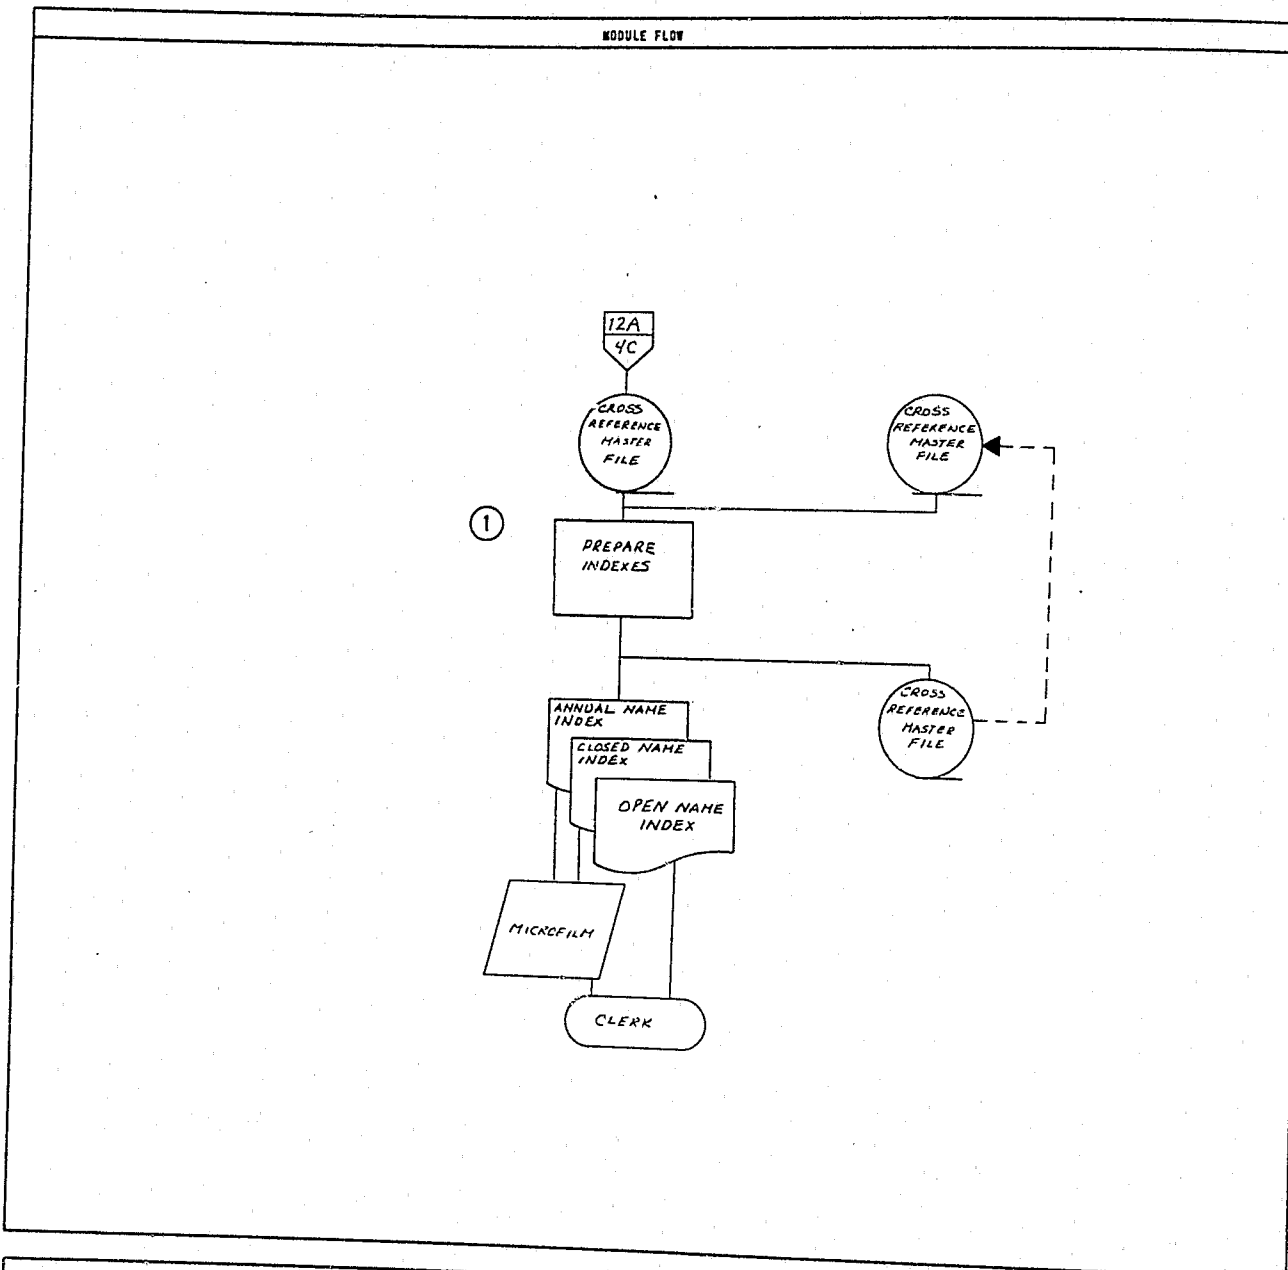 MODULE FLOW
12A
4C
CROSS
REFERENCE
MASTER
FILE
CROSS
REFERENCE
MASTER
FILE
1
PREPARE
INDEXES
ANNUAL NAME
INDEX
CLOSED NAME
INDEX
OPEN NAME
INDEX
CROSS
REFERENCE
MASTER
FILE
MICROFILM
CLERK